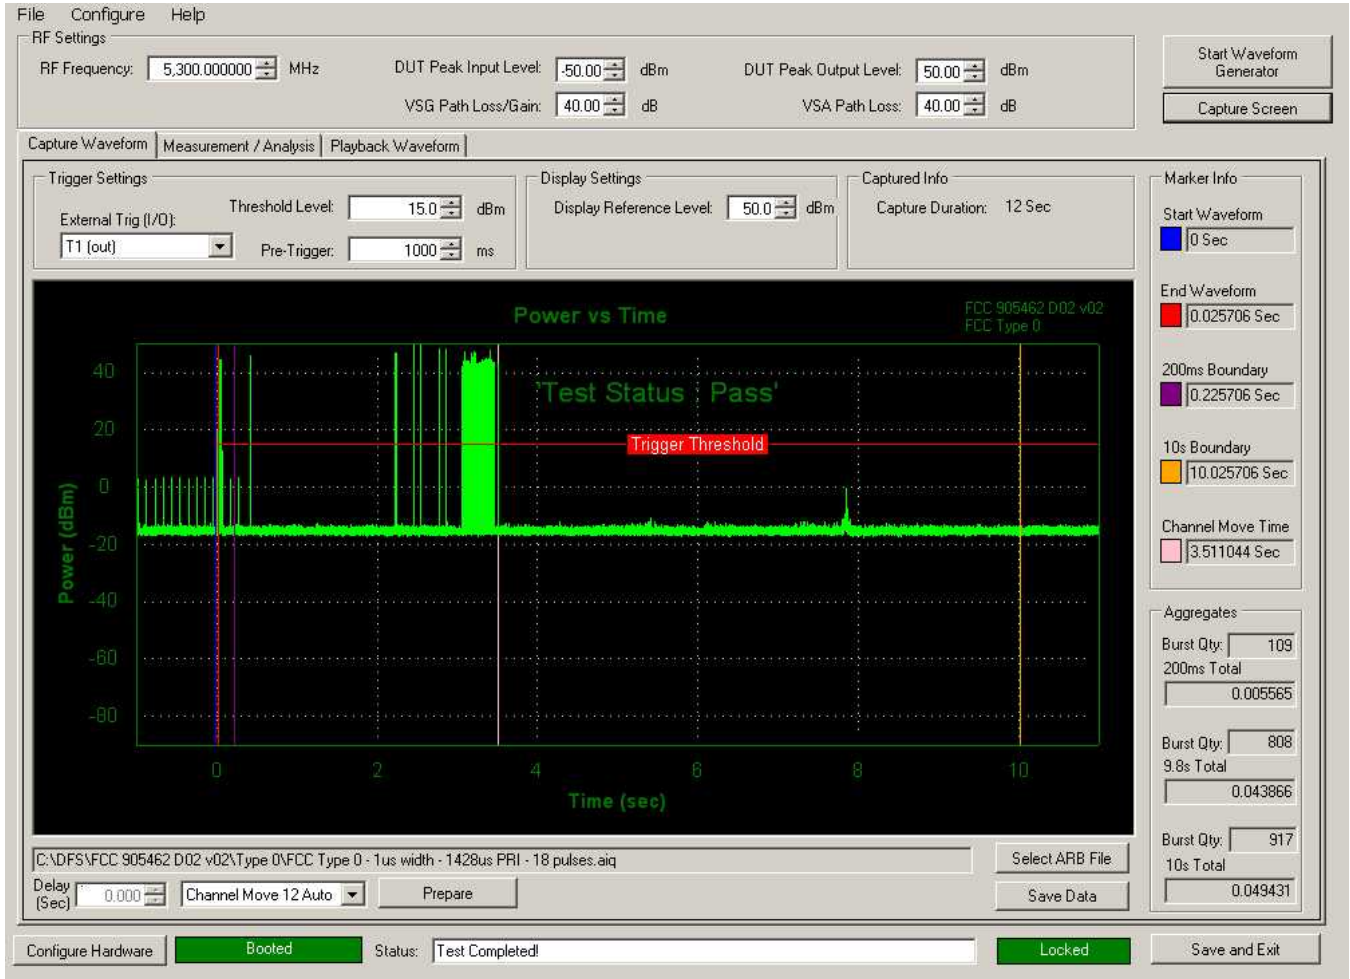 File Configure Help
RF Settings
RF Frequency: 5,300.000000 MHz DUT Peak Input Level: -50.00 dBm DUT Peak Output Level: 50.00 dBm
VSG Path Loss/Gain: 40.00 dB VSA Path Loss: 40.00 dB
Start Waveform
Generator
Capture Screen
Capture Waveform Measurement / Analysis Playback Waveform
Trigger Settings
External Trig (I/O):
T1 (out)
Threshold Level: 15.0 dBm
Pre-Trigger: 1000 ms
Display Settings
Display Reference Level: 50.0 dBm
Captured Info
Capture Duration: 12 Sec
Marker Info
Start Waveform
0 Sec
End Waveform
0.025706 Sec
200ms Boundary
0.225706 Sec
10s Boundary
10.025706 Sec
Channel Move Time
3.511044 Sec
Power vs Time
FCC 905462 D02 v02
FCC Type 0
'Test Status : Pass'
Trigger Threshold
Power (dBm)
40
20
0
-20
-40
-60
-80
0 2 4 6 8 10
Time (sec)
Aggregates
Burst Qty: 109
200ms Total
0.005565
Burst Qty: 808
9.8s Total
0.043866
Burst Qty: 917
10s Total
0.049431
C:\DFS\FCC 905462 D02 v02\Type 0\FCC Type 0 - 1us width - 1428us PRI - 18 pulses.aiq
Select ARB File
Delay
(Sec) 0.000 Channel Move 12 Auto Prepare
Save Data
Configure Hardware Booted Status: Test Completed! Locked Save and Exit